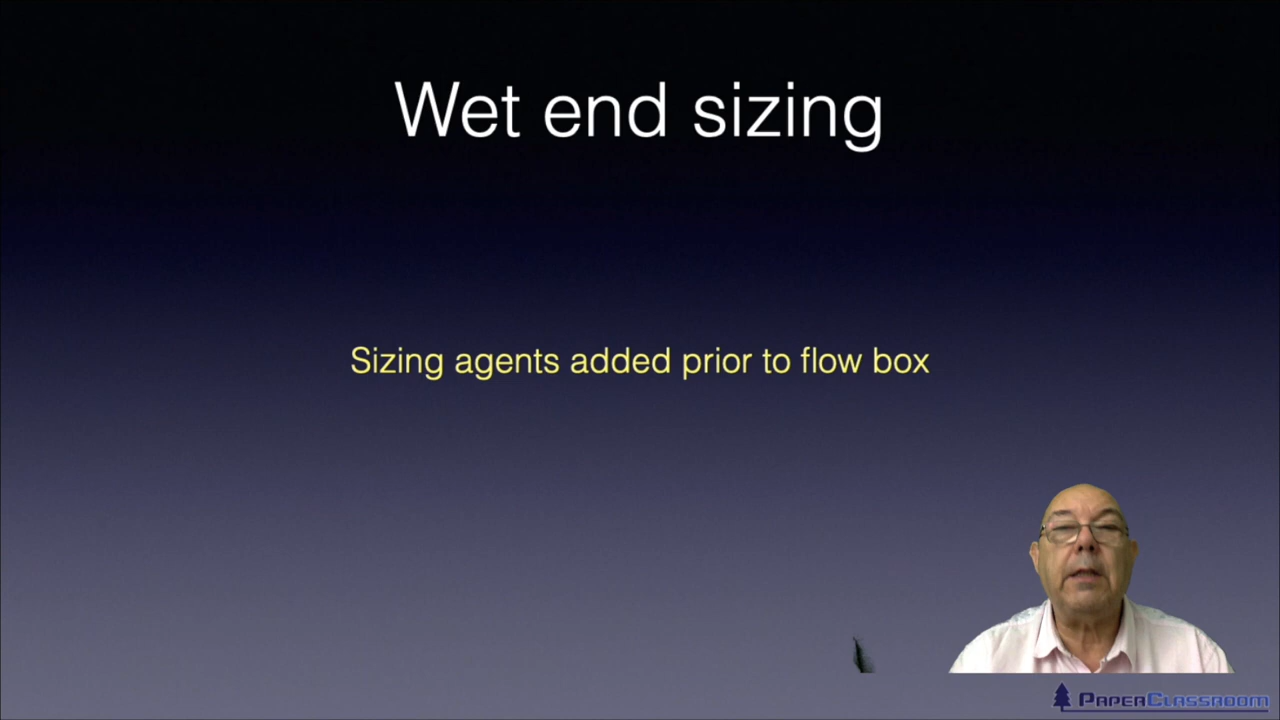 Wet end sizing
Sizing agents added prior to flow box
PaperClassroom